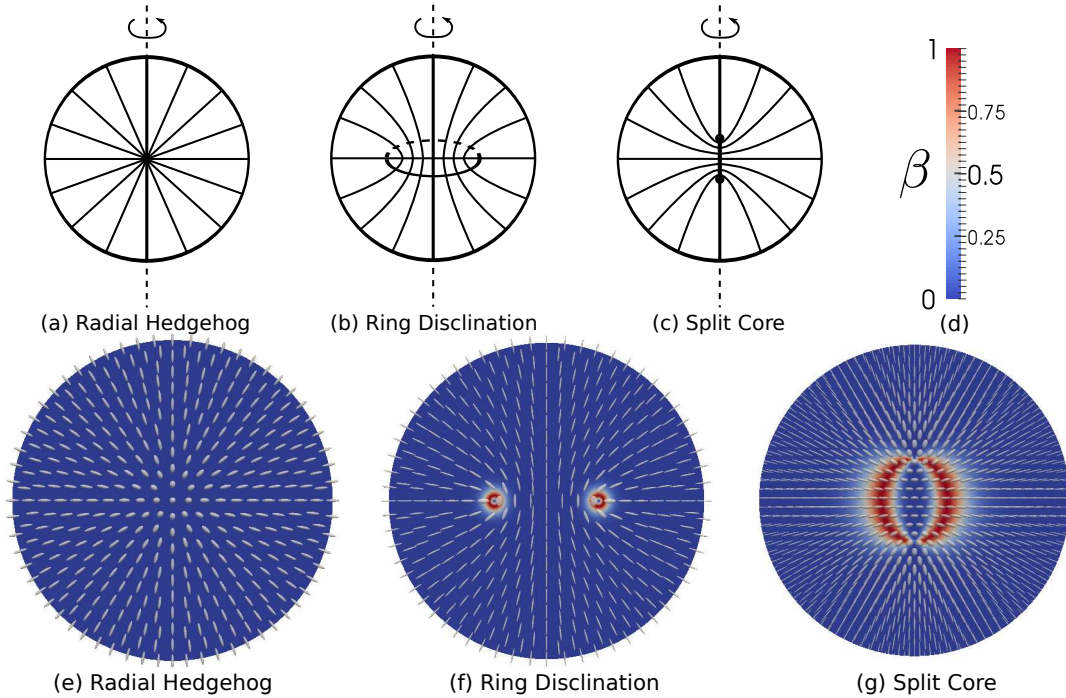 1
0.75
β
0.5
0.25
0
(a) Radial Hedgehog
(b) Ring Disclination
(c) Split Core
(d)
(e) Radial Hedgehog
(f) Ring Disclination
(g) Split Core